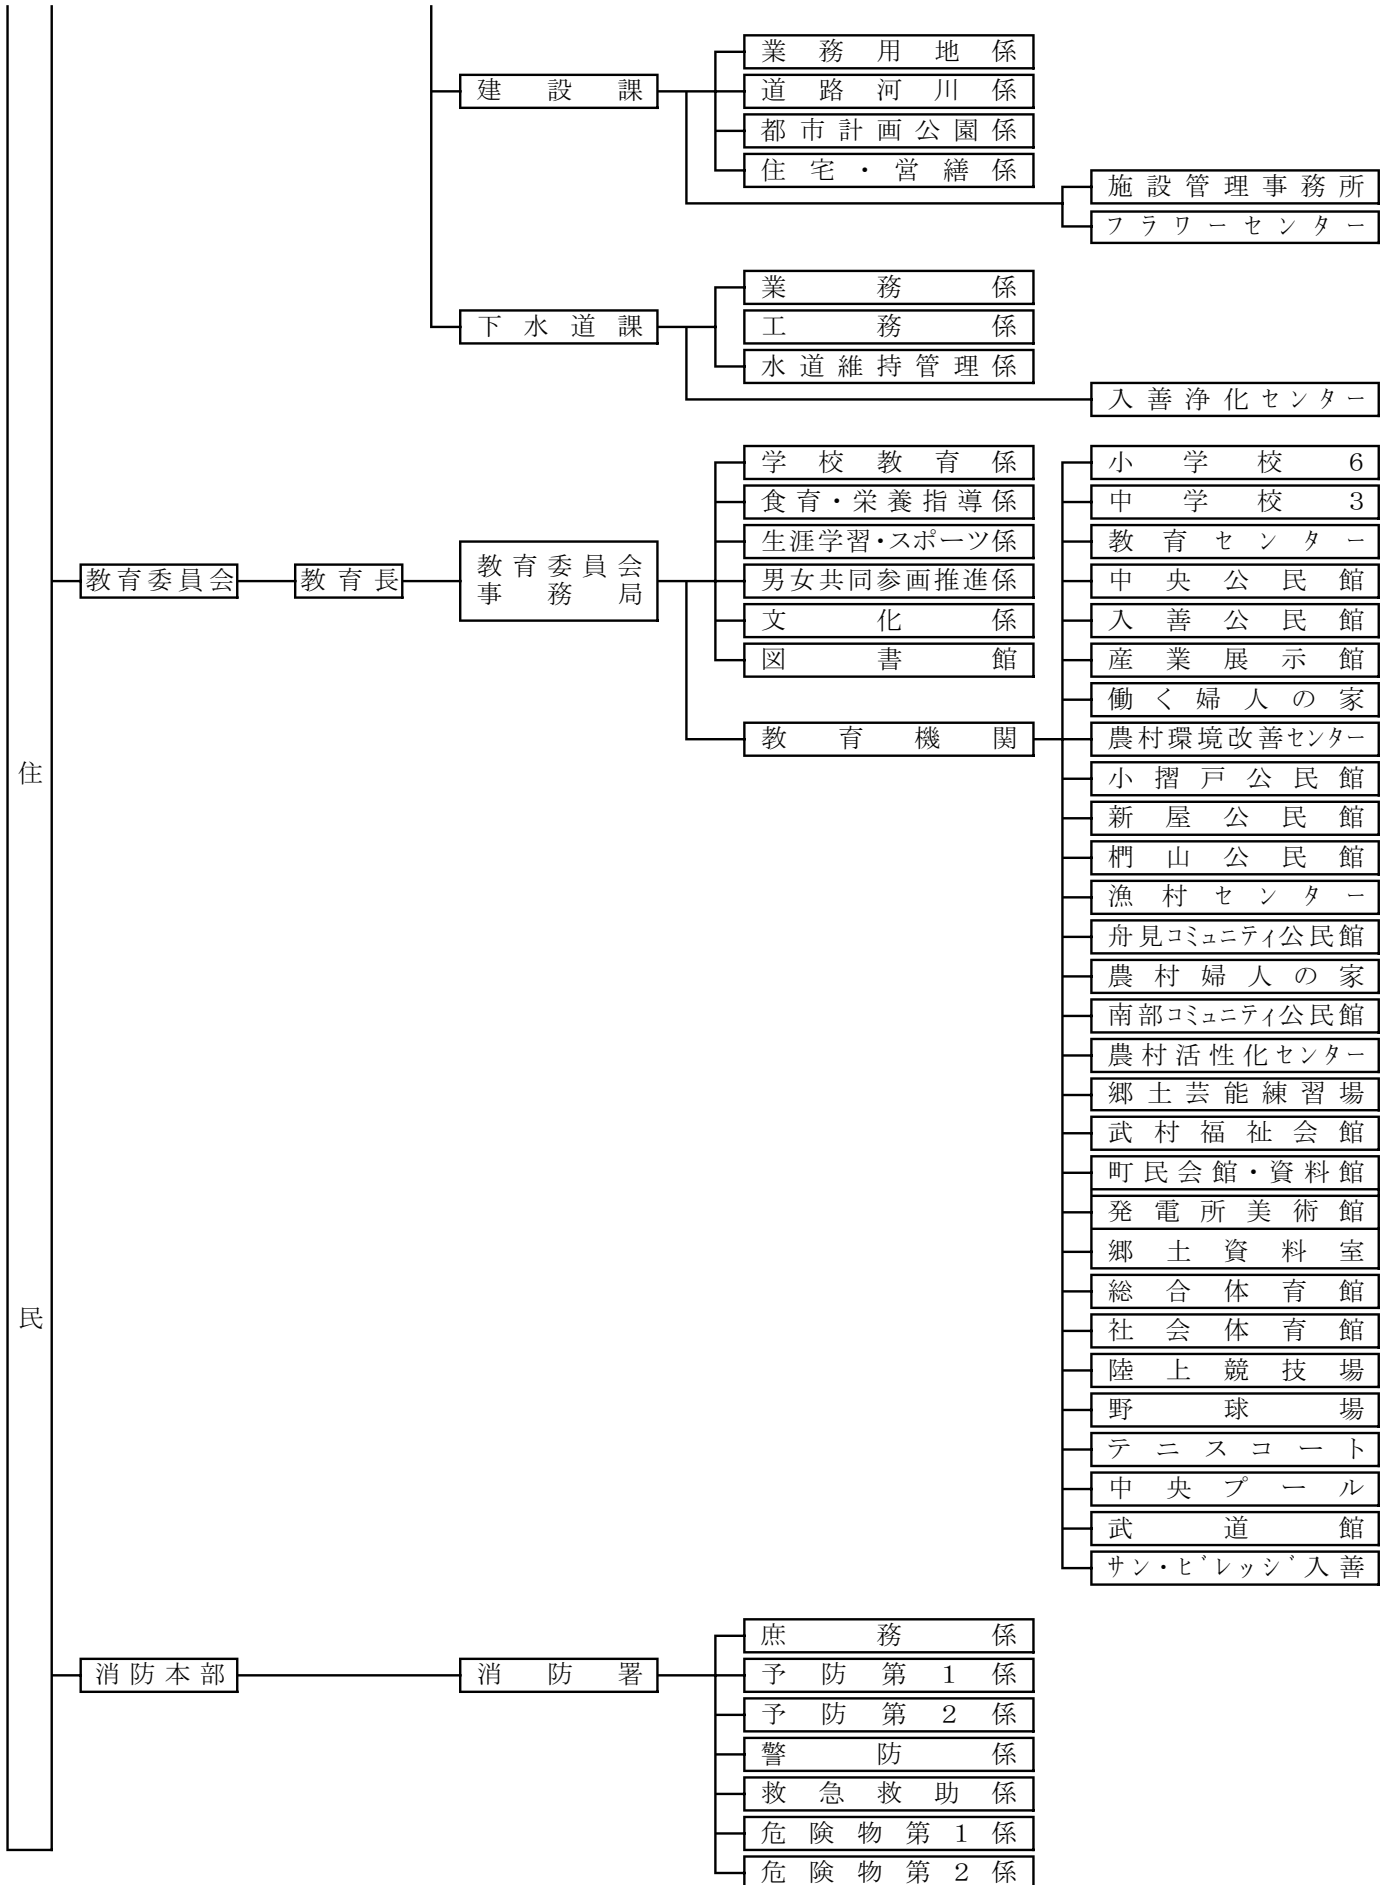 業務用地係
建設課
道路河川係
都市計画公園係
住宅・営繕係
施設管理事務所
フラワーセンター
業務係
下水道課
工務係
水道維持管理係
入善浄化センター
教育委員会
教育長
教育委員会
事務局
学校教育係
食育・栄養指導係
生涯学習・スポーツ係
男女共同参画推進係
文化係
図書館
教育機関
小学校6
中学校3
教育センター
中央公民館
入善公民館
産業展示館
働く婦人の家
農村環境改善センター
小摺戸公民館
新屋公民館
椚山公民館
漁村センター
舟見コミュニティ公民館
農村婦人の家
南部コミュニティ公民館
農村活性化センター
郷土芸能練習場
武村福祉会館
町民会館・資料館
発電所美術館
郷土資料室
総合体育館
社会体育館
陸上競技場
野球場
テニスコート
中央プール
武道館
サン・ビレッジ入善
住民
消防本部
消防署
庶務係
予防第1係
予防第2係
警防係
救急救助係
危険物第1係
危険物第2係